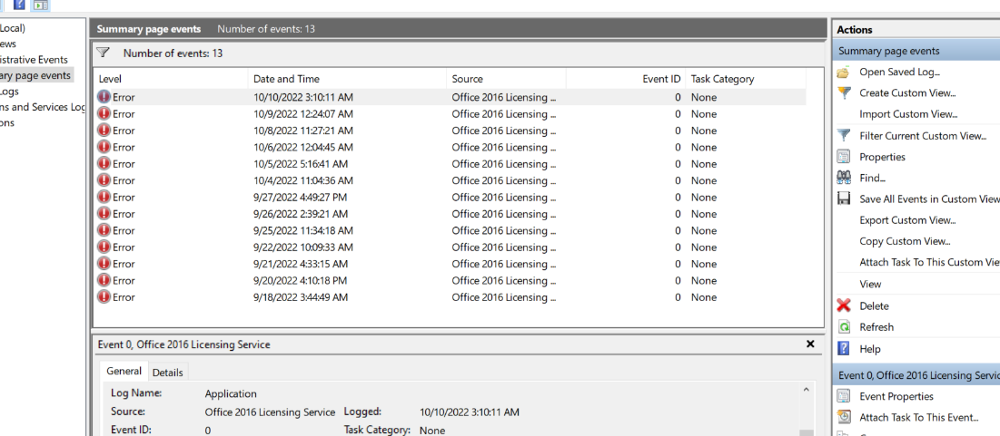 Local)
ews
istrative Events
ary page events
Logs
ns and Services Log
ons
Summary page events Number of events: 13
Number of events: 13
Level Date and Time Source Event ID Task Category
Error 10/10/2022 3:10:11 AM Office 2016 Licensing ... 0 None
Error 10/9/2022 12:24:07 AM Office 2016 Licensing ... 0 None
Error 10/8/2022 11:27:21 AM Office 2016 Licensing ... 0 None
Error 10/6/2022 12:04:45 AM Office 2016 Licensing ... 0 None
Error 10/5/2022 5:16:41 AM Office 2016 Licensing ... 0 None
Error 10/4/2022 11:04:36 AM Office 2016 Licensing ... 0 None
Error 9/27/2022 4:49:27 PM Office 2016 Licensing ... 0 None
Error 9/26/2022 2:39:21 AM Office 2016 Licensing ... 0 None
Error 9/25/2022 11:34:18 AM Office 2016 Licensing ... 0 None
Error 9/22/2022 10:09:33 AM Office 2016 Licensing ... 0 None
Error 9/21/2022 4:33:15 AM Office 2016 Licensing ... 0 None
Error 9/20/2022 4:10:18 PM Office 2016 Licensing ... 0 None
Error 9/18/2022 3:44:49 AM Office 2016 Licensing ... 0 None
Event 0, Office 2016 Licensing Service
General Details
Log Name: Application
Source: Office 2016 Licensing Service Logged: 10/10/2022 3:10:11 AM
Event ID: 0 Task Category: None
Actions
Summary page events
Open Saved Log...
Create Custom View...
Import Custom View...
Filter Current Custom View...
Properties
Find...
Save All Events in Custom View
Export Custom View...
Copy Custom View...
Attach Task To This Custom Vie
View
Delete
Refresh
Help
Event 0, Office 2016 Licensing Servic
Event Properties
Attach Task To This Event...